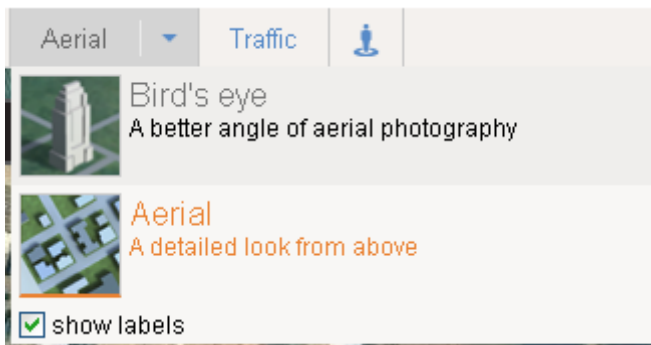 Aerial Traffic
Bird's eye
A better angle of aerial photography
Aerial
A detailed look from above
show labels